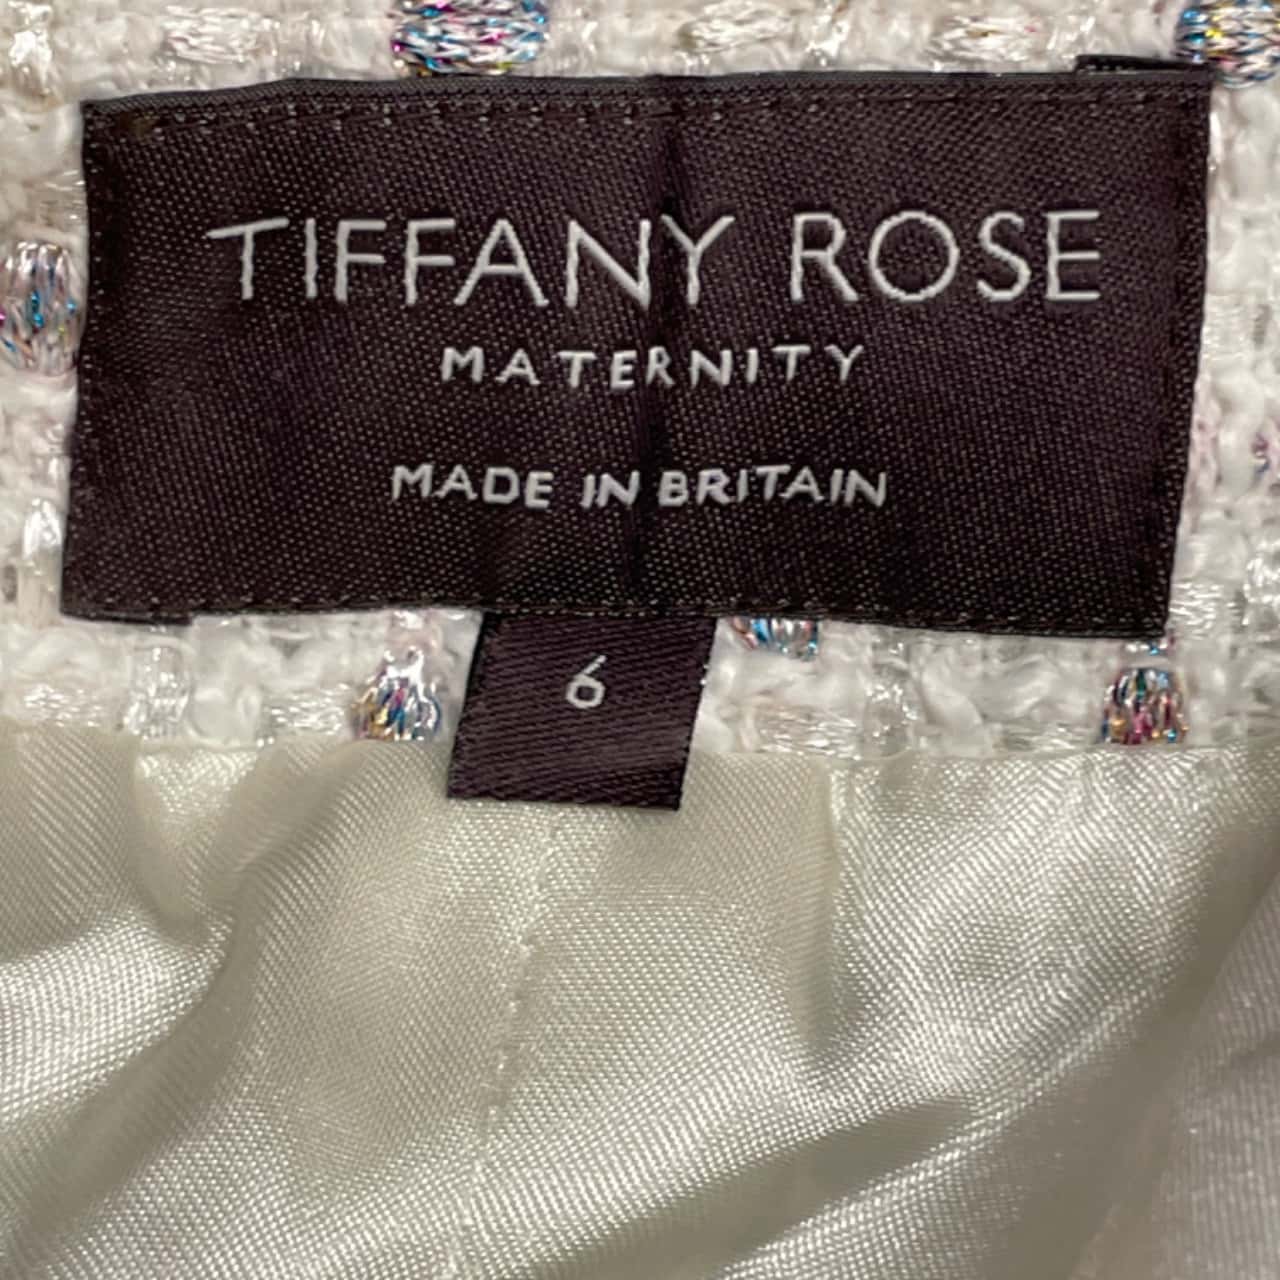 TIFFANY ROSE
MATERNITY
MADE IN BRITAIN
6